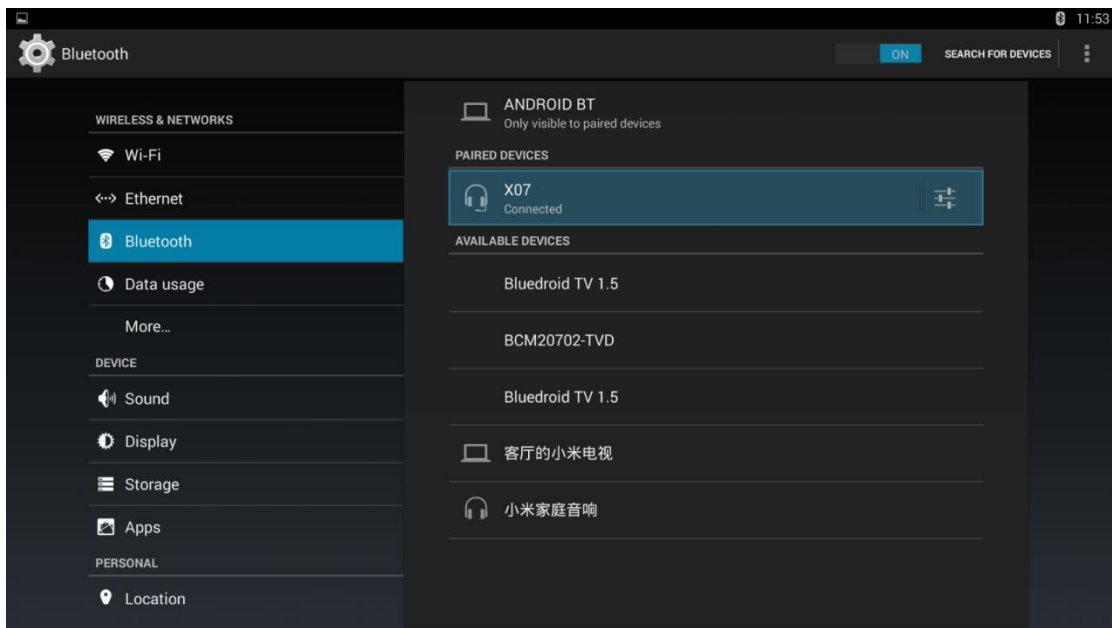 11:53
Bluetooth
ON
SEARCH FOR DEVICES
WIRELESS & NETWORKS
Wi-Fi
Ethernet
Bluetooth
Data usage
More...
DEVICE
Sound
Display
Storage
Apps
PERSONAL
Location
ANDROID BT
Only visible to paired devices
PAIRED DEVICES
X07
Connected
AVAILABLE DEVICES
Bluedroid TV 1.5
BCM20702-TVD
Bluedroid TV 1.5
客厅的小米电视
小米家庭音响